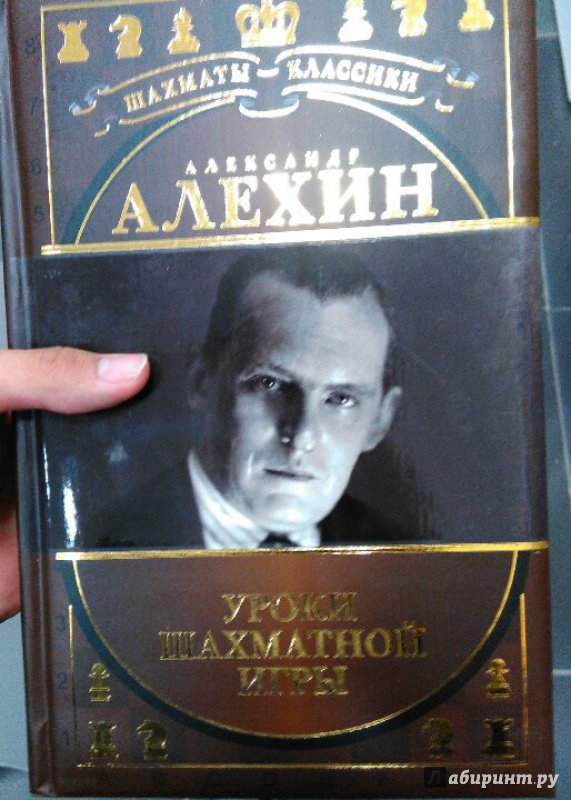 ШАХМАТЫ – КЛАССИКИ
АЛЕКСАНДР
АЛЕХИН
УРОКИ
ШАХМАТНОЙ
ИГРЫ
Лабиринт.ру